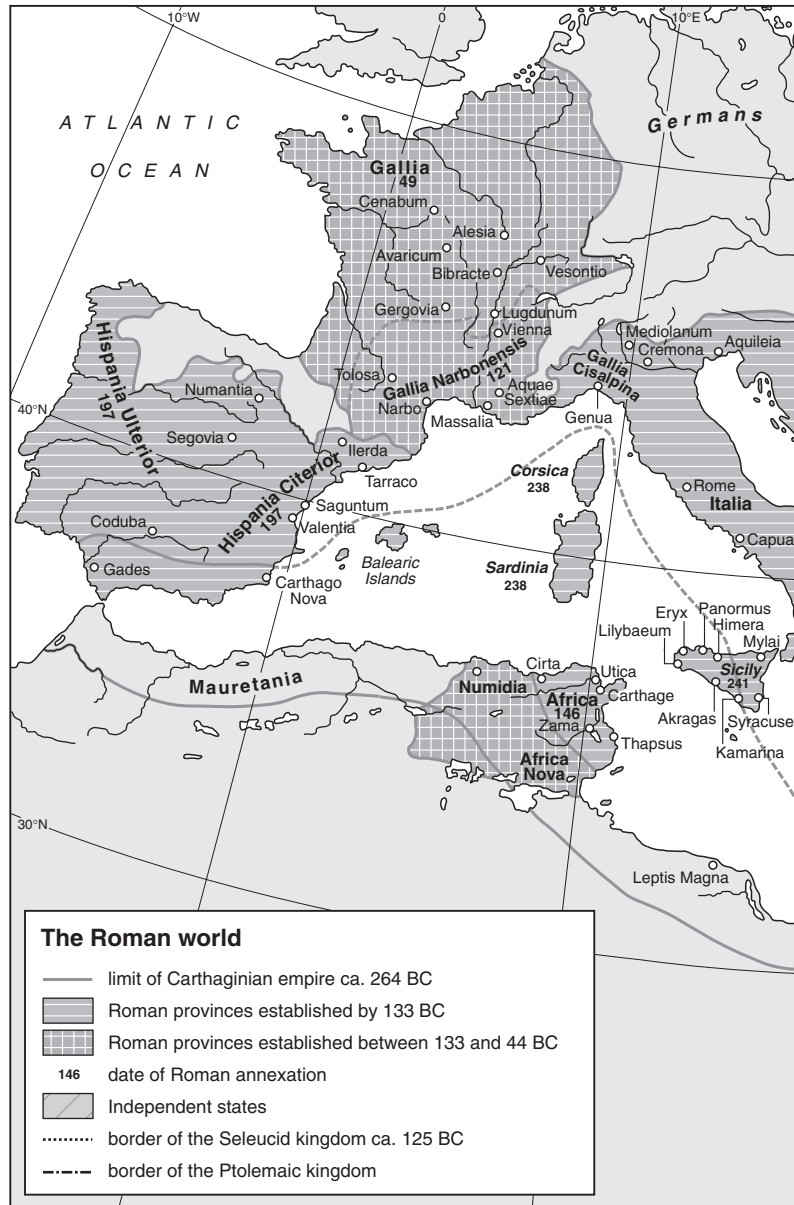 10°W
0
10°E
ATLANTIC
OCEAN
Germans
Gallia
49
Cenabum
Alesia
Avaricum
Bibracte
Vesontio
Gergovia
Lugdunum
Vienna
Mediolanum
Cremona
Aquileia
Gallia
Cisalpina
Tolosa
Gallia Narbonensis
121
Narbo
Aquae
Sextiae
Massalia
Genua
Hispania Ulterior
197
Numantia
40°N
Segovia
Ilerda
Tarraco
Hispania Citerior
197
Corsica
238
Rome
Italia
Saguntum
Valentia
Coduba
Capua
Balearic
Islands
Sardinia
238
Gades
Carthago
Nova
Eryx
Panormus
Himera
Lilybaeum
Mylai
Sicily
241
Mauretania
Numidia
Cirta
Utica
Africa
146
Carthage
Zama
Akragas
Syracuse
Kamarina
Thapsus
Africa
Nova
30°N
Leptis Magna
The Roman world
limit of Carthaginian empire ca. 264 BC
Roman provinces established by 133 BC
Roman provinces established between 133 and 44 BC
146 date of Roman annexation
Independent states
border of the Seleucid kingdom ca. 125 BC
border of the Ptolemaic kingdom